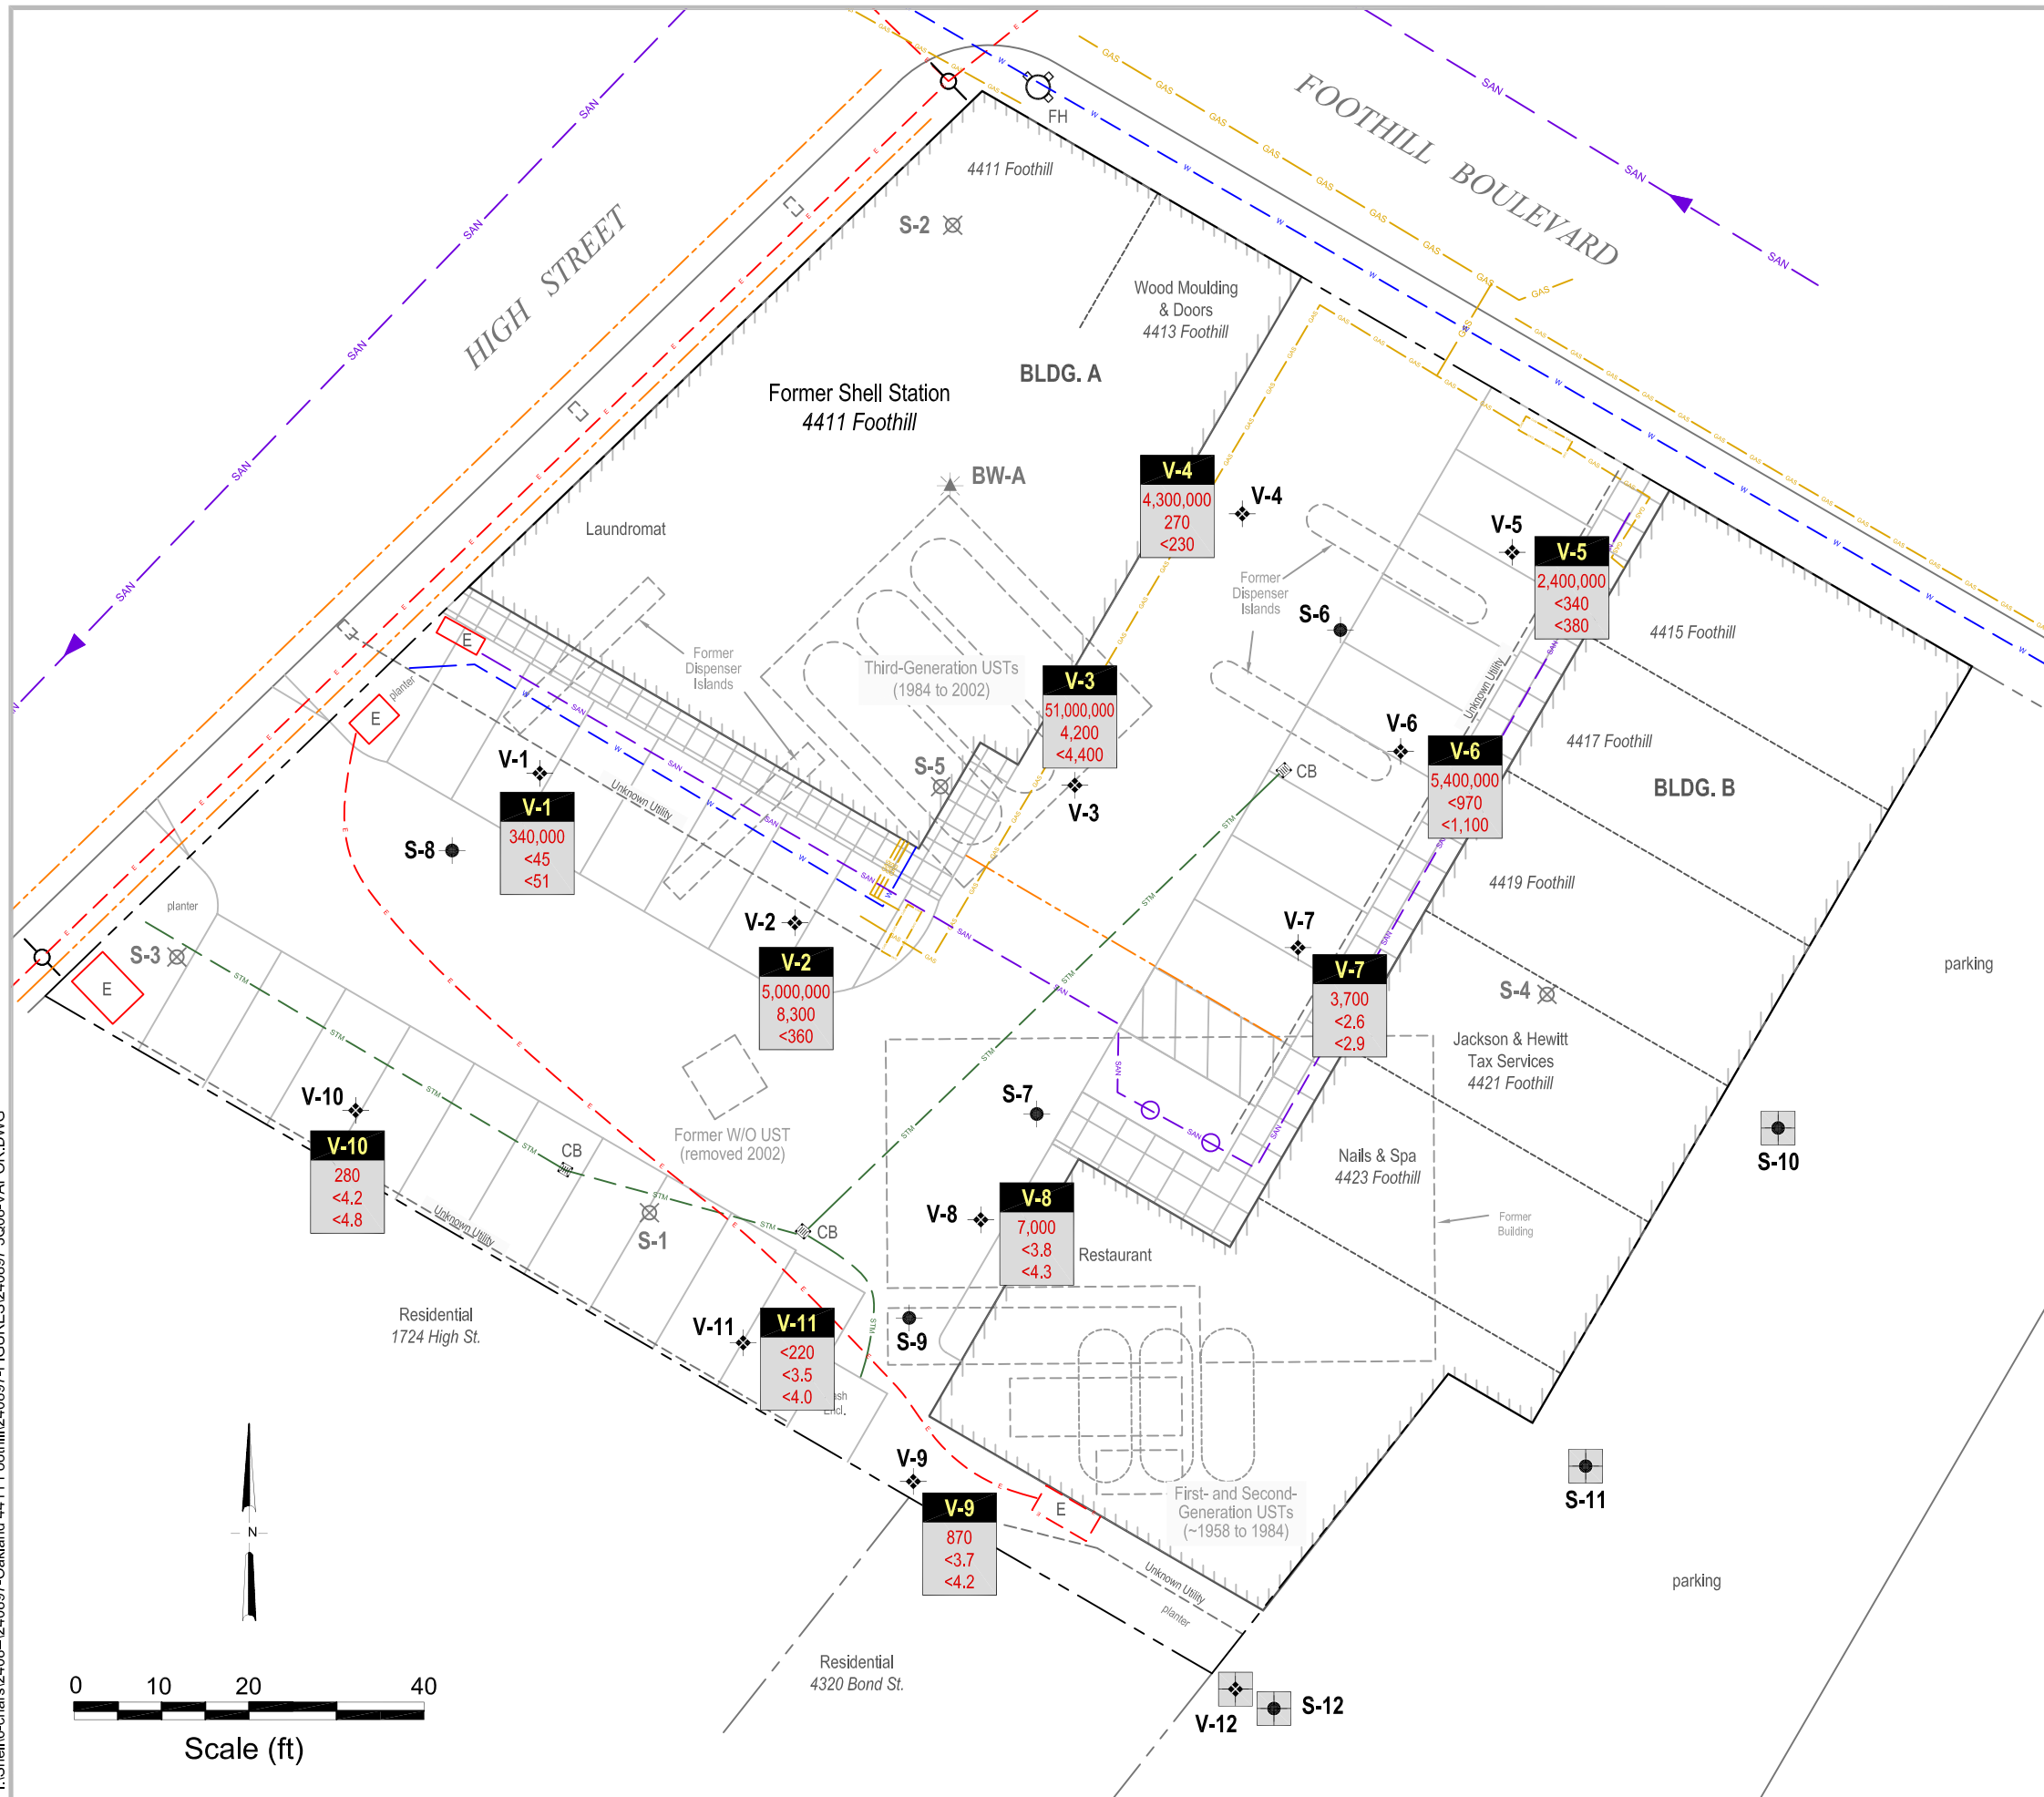 FOOTHILL BOULEVARD
HIGH STREET
FH
4411 Foothill
S-2
Wood Moulding
& Doors
4413 Foothill
BLDG. A
Former Shell Station
4411 Foothill
BW-A
Laundromat
V-4
4,300,000
270
<230
V-4
V-5
V-5
2,400,000
<340
<380
Former
Dispenser
Islands
S-6
4415 Foothill
Former
Dispenser
Islands
Third-Generation USTs
(1984 to 2002)
V-3
51,000,000
4,200
<4,400
V-3
Unknown Utility
planter
E
E
V-6
V-6
5,400,000
<970
<1,100
4417 Foothill
BLDG. B
CB
V-1
V-1
340,000
<45
<51
Unknown Utility
S-5
S-8
4419 Foothill
planter
V-2
V-2
5,000,000
8,300
<360
V-7
V-7
3,700
<2.6
<2.9
S-3
E
S-4
parking
Jackson & Hewitt
Tax Services
4421 Foothill
V-10
V-10
280
<4.2
<4.8
Former W/O UST
(removed 2002)
S-7
CB
S-10
Nails & Spa
4423 Foothill
Unknown Utility
S-1
CB
V-8
V-8
7,000
<3.8
<4.3
Restaurant
Former
Building
Residential
1724 High St.
V-11
V-11
<220
<3.5
<4.0
S-9
Encl.
V-9
V-9
870
<3.7
<4.2
E
First- and Second-
Generation USTs
(~1958 to 1984)
S-11
Unknown Utility
planter
parking
N
Residential
4320 Bond St.
V-12
S-12
0 10 20 40
Scale (ft)
SAN
GAS
STM
W
E